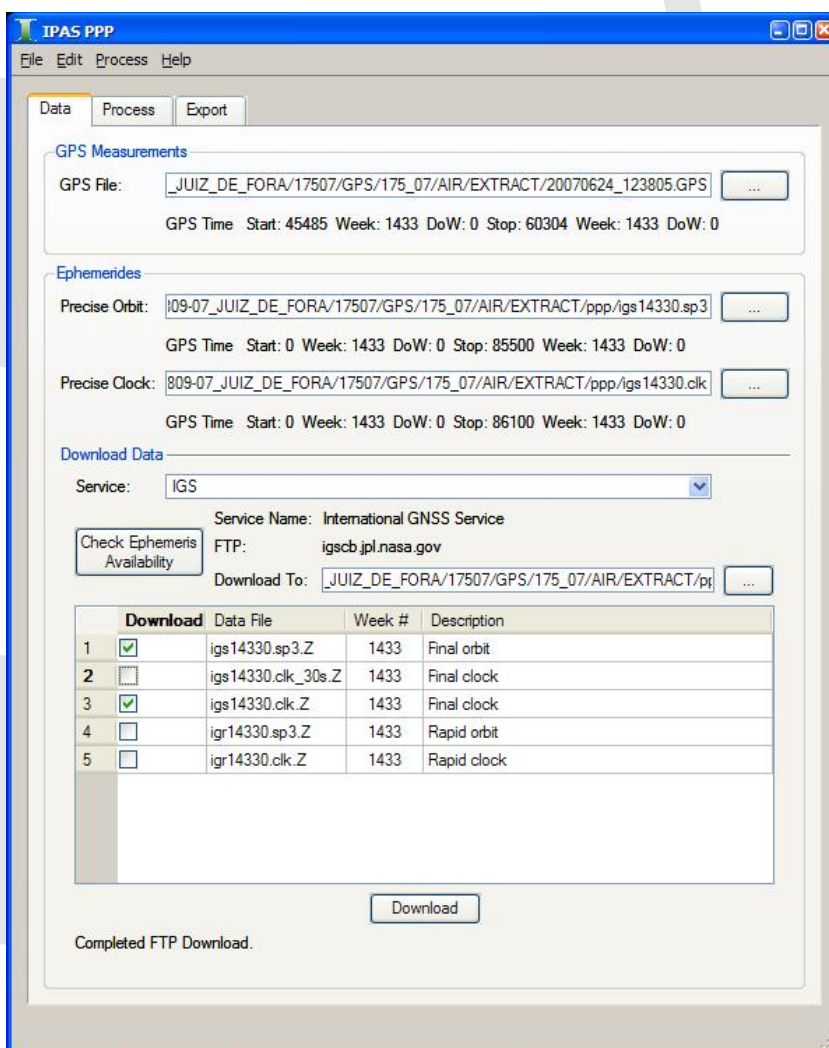 IPAS PPP
File Edit Process Help
Data Process Export
GPS Measurements
GPS File: _JUIZ_DE_FORA/17507/GPS/175_07/AIR/EXTRACT/20070624_123805.GPS ...
GPS Time Start: 45485 Week: 1433 DoW: 0 Stop: 60304 Week: 1433 DoW: 0
Ephemerides
Precise Orbit: 809-07_JUIZ_DE_FORA/17507/GPS/175_07/AIR/EXTRACT/ppp/igs14330.sp3 ...
GPS Time Start: 0 Week: 1433 DoW: 0 Stop: 85500 Week: 1433 DoW: 0
Precise Clock: 809-07_JUIZ_DE_FORA/17507/GPS/175_07/AIR/EXTRACT/ppp/igs14330.clk ...
GPS Time Start: 0 Week: 1433 DoW: 0 Stop: 86100 Week: 1433 DoW: 0
Download Data
Service: IGS
Service Name: International GNSS Service
Check Ephemeris Availability
FTP: igscb.jpl.nasa.gov
Download To: _JUIZ_DE_FORA/17507/GPS/175_07/AIR/EXTRACT/pp ...
Download Data File Week # Description
1 igs14330.sp3.Z 1433 Final orbit
2 igs14330.clk_30s.Z 1433 Final clock
3 igs14330.clk.Z 1433 Final clock
4 igr14330.sp3.Z 1433 Rapid orbit
5 igr14330.clk.Z 1433 Rapid clock
Download
Completed FTP Download.